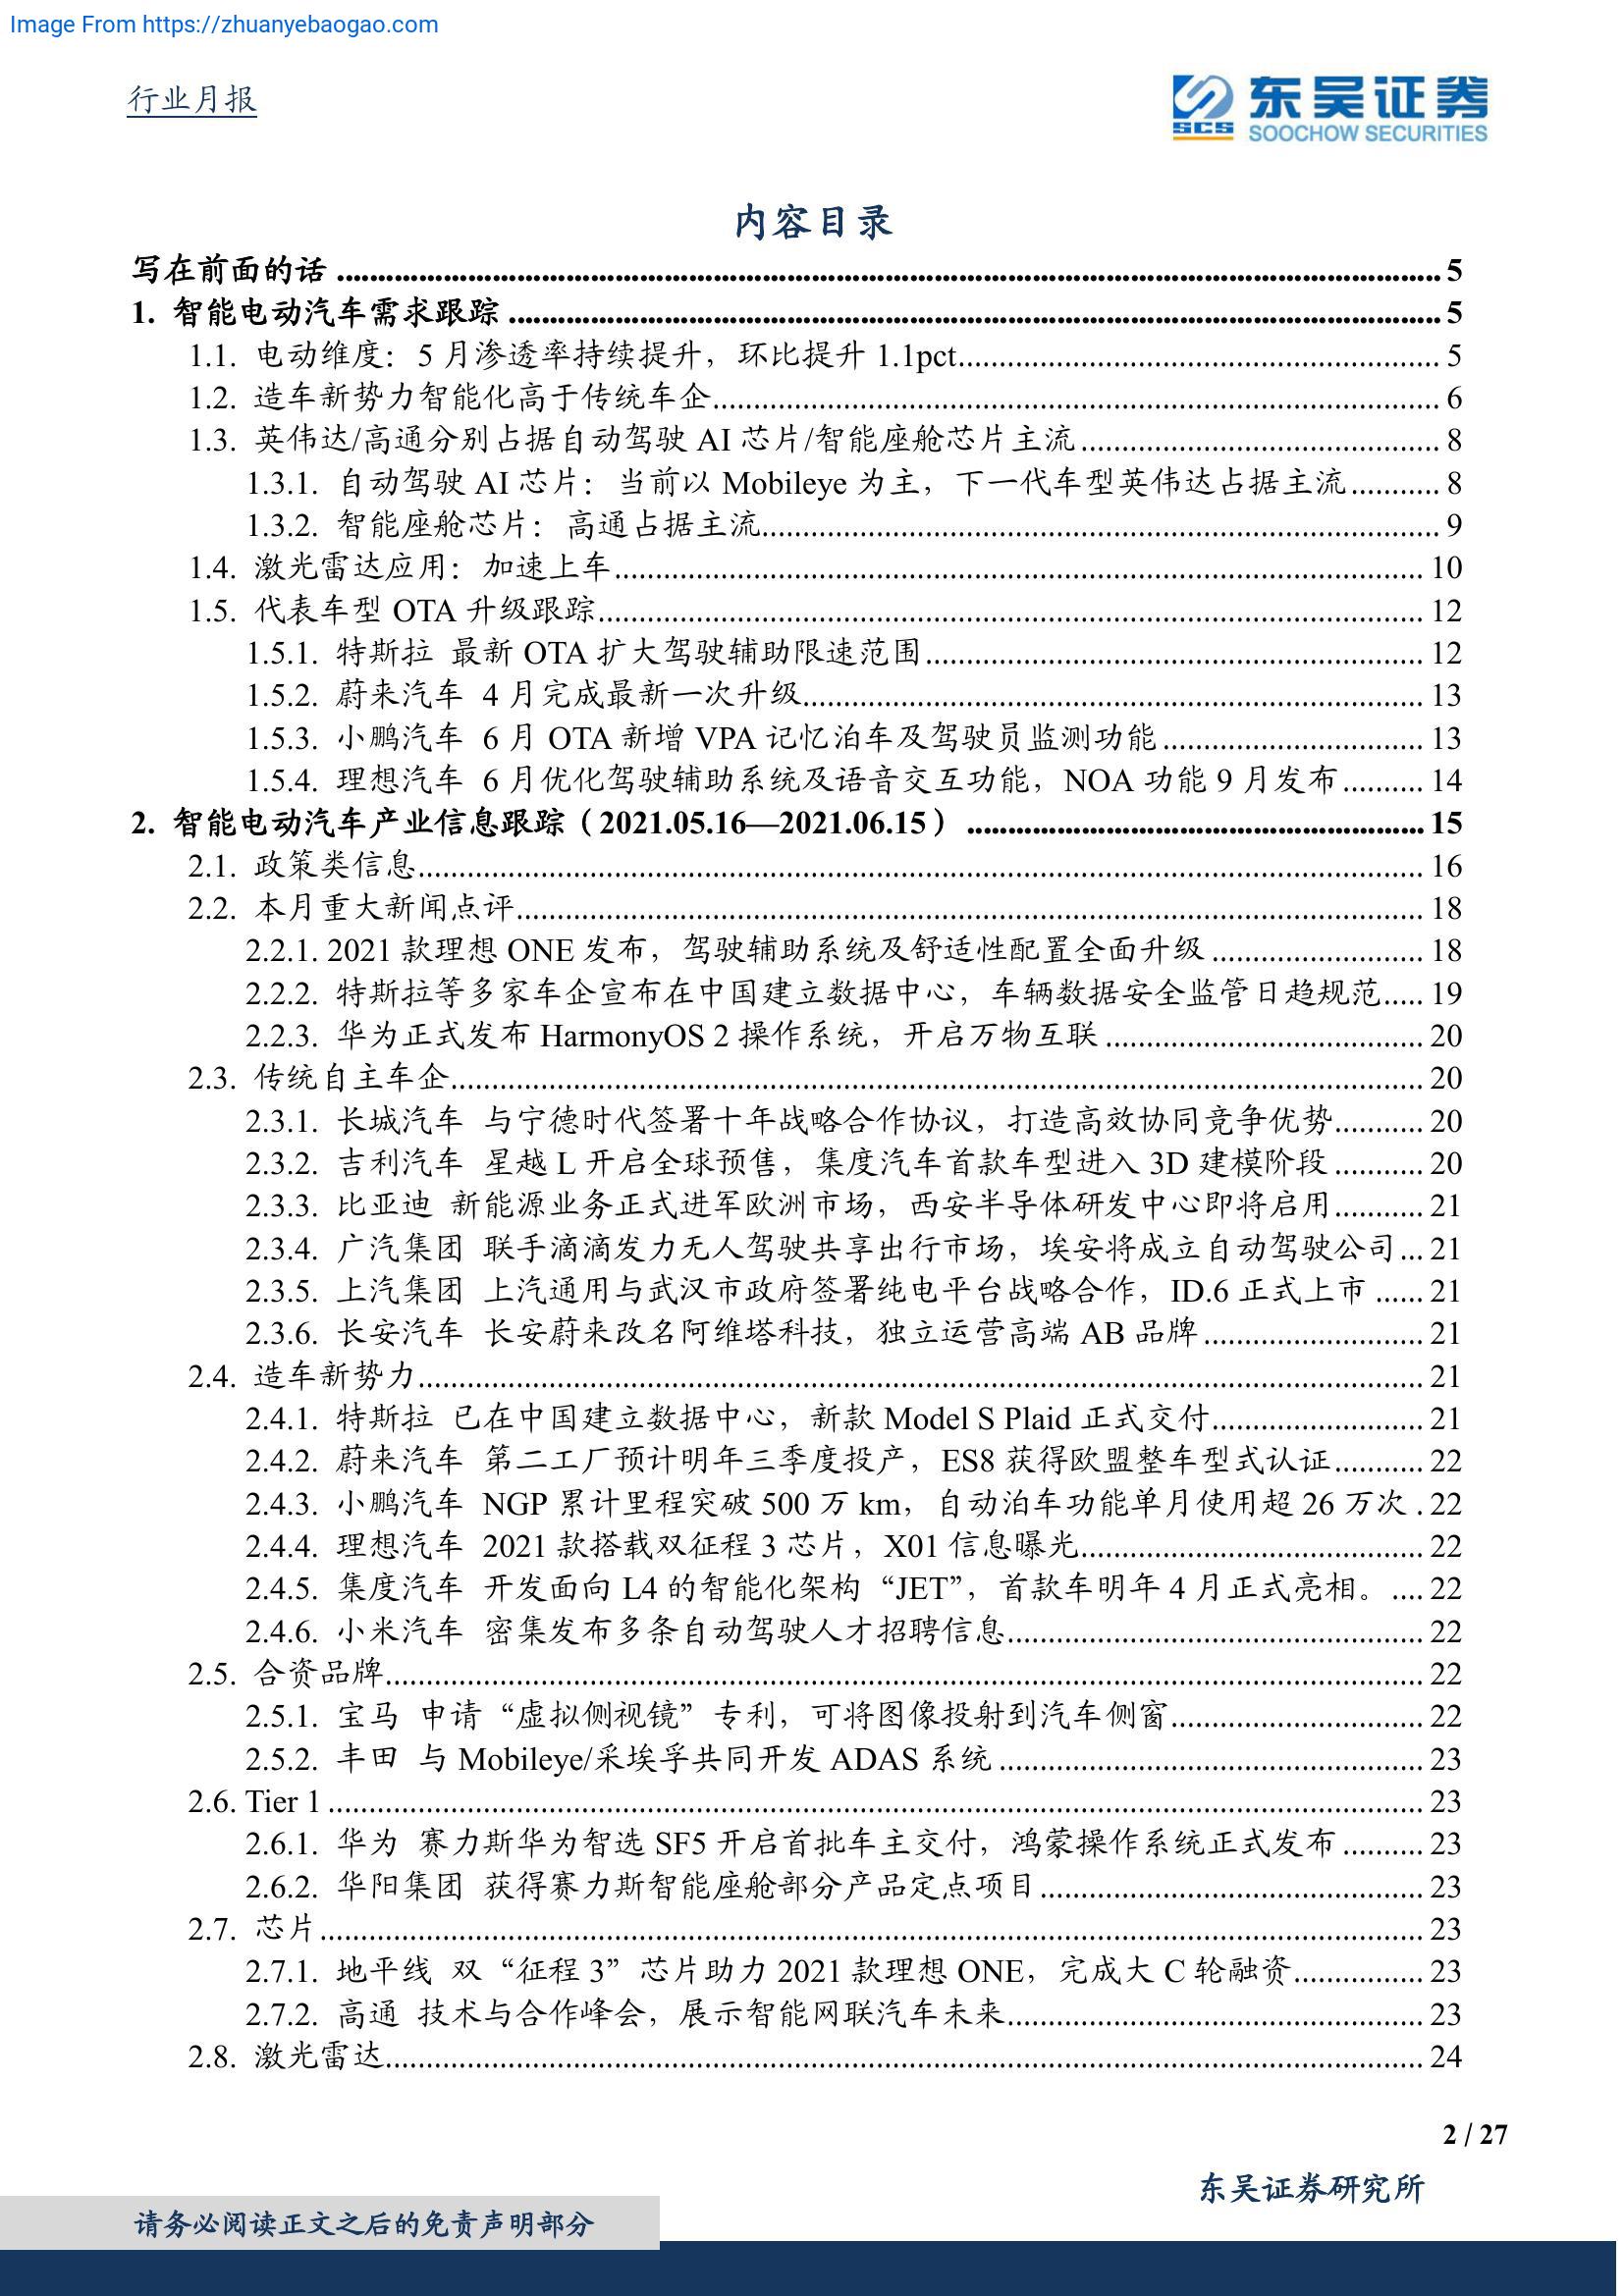 Image From https://zhuanyebaogao.com
行业月报
SCS 东吴证券
SOOCHOW SECURITIES
内容目录
写在前面的话 ........ 5
1. 智能电动汽车需求跟踪 ........ 5
1.1. 电动维度：5 月渗透率持续提升，环比提升 1.1pct ........ 5
1.2. 造车新势力智能化高于传统车企 ........ 6
1.3. 英伟达/高通分别占据自动驾驶 AI 芯片/智能座舱芯片主流 ........ 8
1.3.1. 自动驾驶 AI 芯片：当前以 Mobileye 为主，下一代车型英伟达占据主流 ........ 8
1.3.2. 智能座舱芯片：高通占据主流 ........ 9
1.4. 激光雷达应用：加速上车 ........ 10
1.5. 代表车型 OTA 升级跟踪 ........ 12
1.5.1. 特斯拉 最新 OTA 扩大驾驶辅助限速范围 ........ 12
1.5.2. 蔚来汽车 4 月完成最新一次升级 ........ 13
1.5.3. 小鹏汽车 6 月 OTA 新增 VPA 记忆泊车及驾驶员监测功能 ........ 13
1.5.4. 理想汽车 6 月优化驾驶辅助系统及语音交互功能，NOA 功能 9 月发布 ........ 14
2. 智能电动汽车产业信息跟踪（2021.05.16—2021.06.15） ........ 15
2.1. 政策类信息 ........ 16
2.2. 本月重大新闻点评 ........ 18
2.2.1. 2021 款理想 ONE 发布，驾驶辅助系统及舒适性配置全面升级 ........ 18
2.2.2. 特斯拉等多家车企宣布在中国建立数据中心，车辆数据安全监管日趋规范 ..... 19
2.2.3. 华为正式发布 HarmonyOS 2 操作系统，开启万物互联 ........ 20
2.3. 传统自主车企 ........ 20
2.3.1. 长城汽车 与宁德时代签署十年战略合作协议，打造高效协同竞争优势 ........ 20
2.3.2. 吉利汽车 星越 L 开启全球预售，集度汽车首款车型进入 3D 建模阶段 ........ 20
2.3.3. 比亚迪 新能源业务正式进军欧洲市场，西安半导体研发中心即将启用 ........ 21
2.3.4. 广汽集团 联手滴滴发力无人驾驶共享出行市场，埃安将成立自动驾驶公司 ... 21
2.3.5. 上汽集团 上汽通用与武汉市政府签署纯电平台战略合作，ID.6 正式上市 ...... 21
2.3.6. 长安汽车 长安蔚来改名阿维塔科技，独立运营高端 AB 品牌 ........ 21
2.4. 造车新势力 ........ 21
2.4.1. 特斯拉 已在中国建立数据中心，新款 Model S Plaid 正式交付 ........ 21
2.4.2. 蔚来汽车 第二工厂预计明年三季度投产，ES8 获得欧盟整车型式认证 ........ 22
2.4.3. 小鹏汽车 NGP 累计里程突破 500 万 km，自动泊车功能单月使用超 26 万次 . 22
2.4.4. 理想汽车 2021 款搭载双征程 3 芯片，X01 信息曝光 ........ 22
2.4.5. 集度汽车 开发面向 L4 的智能化架构“JET”，首款车明年 4 月正式亮相。 .... 22
2.4.6. 小米汽车 密集发布多条自动驾驶人才招聘信息 ........ 22
2.5. 合资品牌 ........ 22
2.5.1. 宝马 申请“虚拟侧视镜”专利，可将图像投射到汽车侧窗 ........ 22
2.5.2. 丰田 与 Mobileye/采埃孚共同开发 ADAS 系统 ........ 23
2.6. Tier 1 ........ 23
2.6.1. 华为 赛力斯华为智选 SF5 开启首批车主交付，鸿蒙操作系统正式发布 ........ 23
2.6.2. 华阳集团 获得赛力斯智能座舱部分产品定点项目 ........ 23
2.7. 芯片 ........ 23
2.7.1. 地平线 双“征程 3”芯片助力 2021 款理想 ONE，完成大 C 轮融资 ........ 23
2.7.2. 高通 技术与合作峰会，展示智能网联汽车未来 ........ 23
2.8. 激光雷达 ........ 24
2 / 27
东吴证券研究所
请务必阅读正文之后的免责声明部分